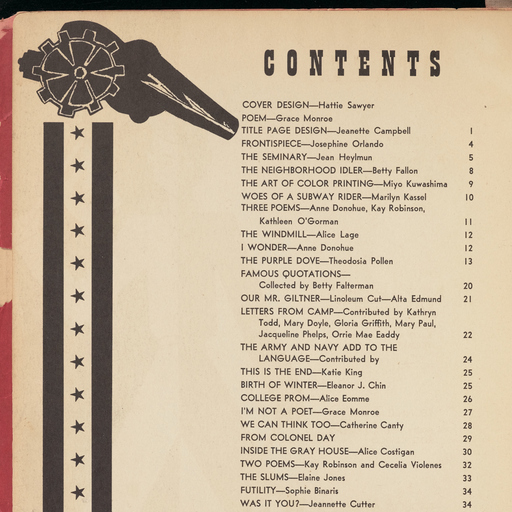 CONTENTS
COVER DESIGN—Hattie Sawyer
POEM—Grace Monroe
TITLE PAGE DESIGN—Jeanette Campbell 1
FRONTISPIECE—Josephine Orlando 4
THE SEMINARY—Jean Heylmun 5
THE NEIGHBORHOOD IDLER—Betty Fallon 8
THE ART OF COLOR PRINTING—Miyo Kuwashima 9
WOES OF A SUBWAY RIDER—Marilyn Kassel 10
THREE POEMS—Anne Donohue, Kay Robinson,
Kathleen O'Gorman 11
THE WINDMILL—Alice Lage 12
I WONDER—Anne Donohue 12
THE PURPLE DOVE—Theodosia Pollen 13
FAMOUS QUOTATIONS—
Collected by Betty Falterman 20
OUR MR. GILTNER—Linoleum Cut—Alta Edmund 21
LETTERS FROM CAMP—Contributed by Kathryn
Todd, Mary Doyle, Gloria Griffith, Mary Paul,
Jacqueline Phelps, Orrie Mae Eaddy 22
THE ARMY AND NAVY ADD TO THE
LANGUAGE—Contributed by 24
THIS IS THE END—Katie King 25
BIRTH OF WINTER—Eleanor J. Chin 25
COLLEGE PROM—Alice Eomme 26
I'M NOT A POET—Grace Monroe 27
WE CAN THINK TOO—Catherine Canty 28
FROM COLONEL DAY 29
INSIDE THE GRAY HOUSE—Alice Costigan 30
TWO POEMS—Kay Robinson and Cecelia Violenes 32
THE SLUMS—Elaine Jones 33
FUTILITY—Sophie Binaris 34
WAS IT YOU?—Jeannette Cutter 34